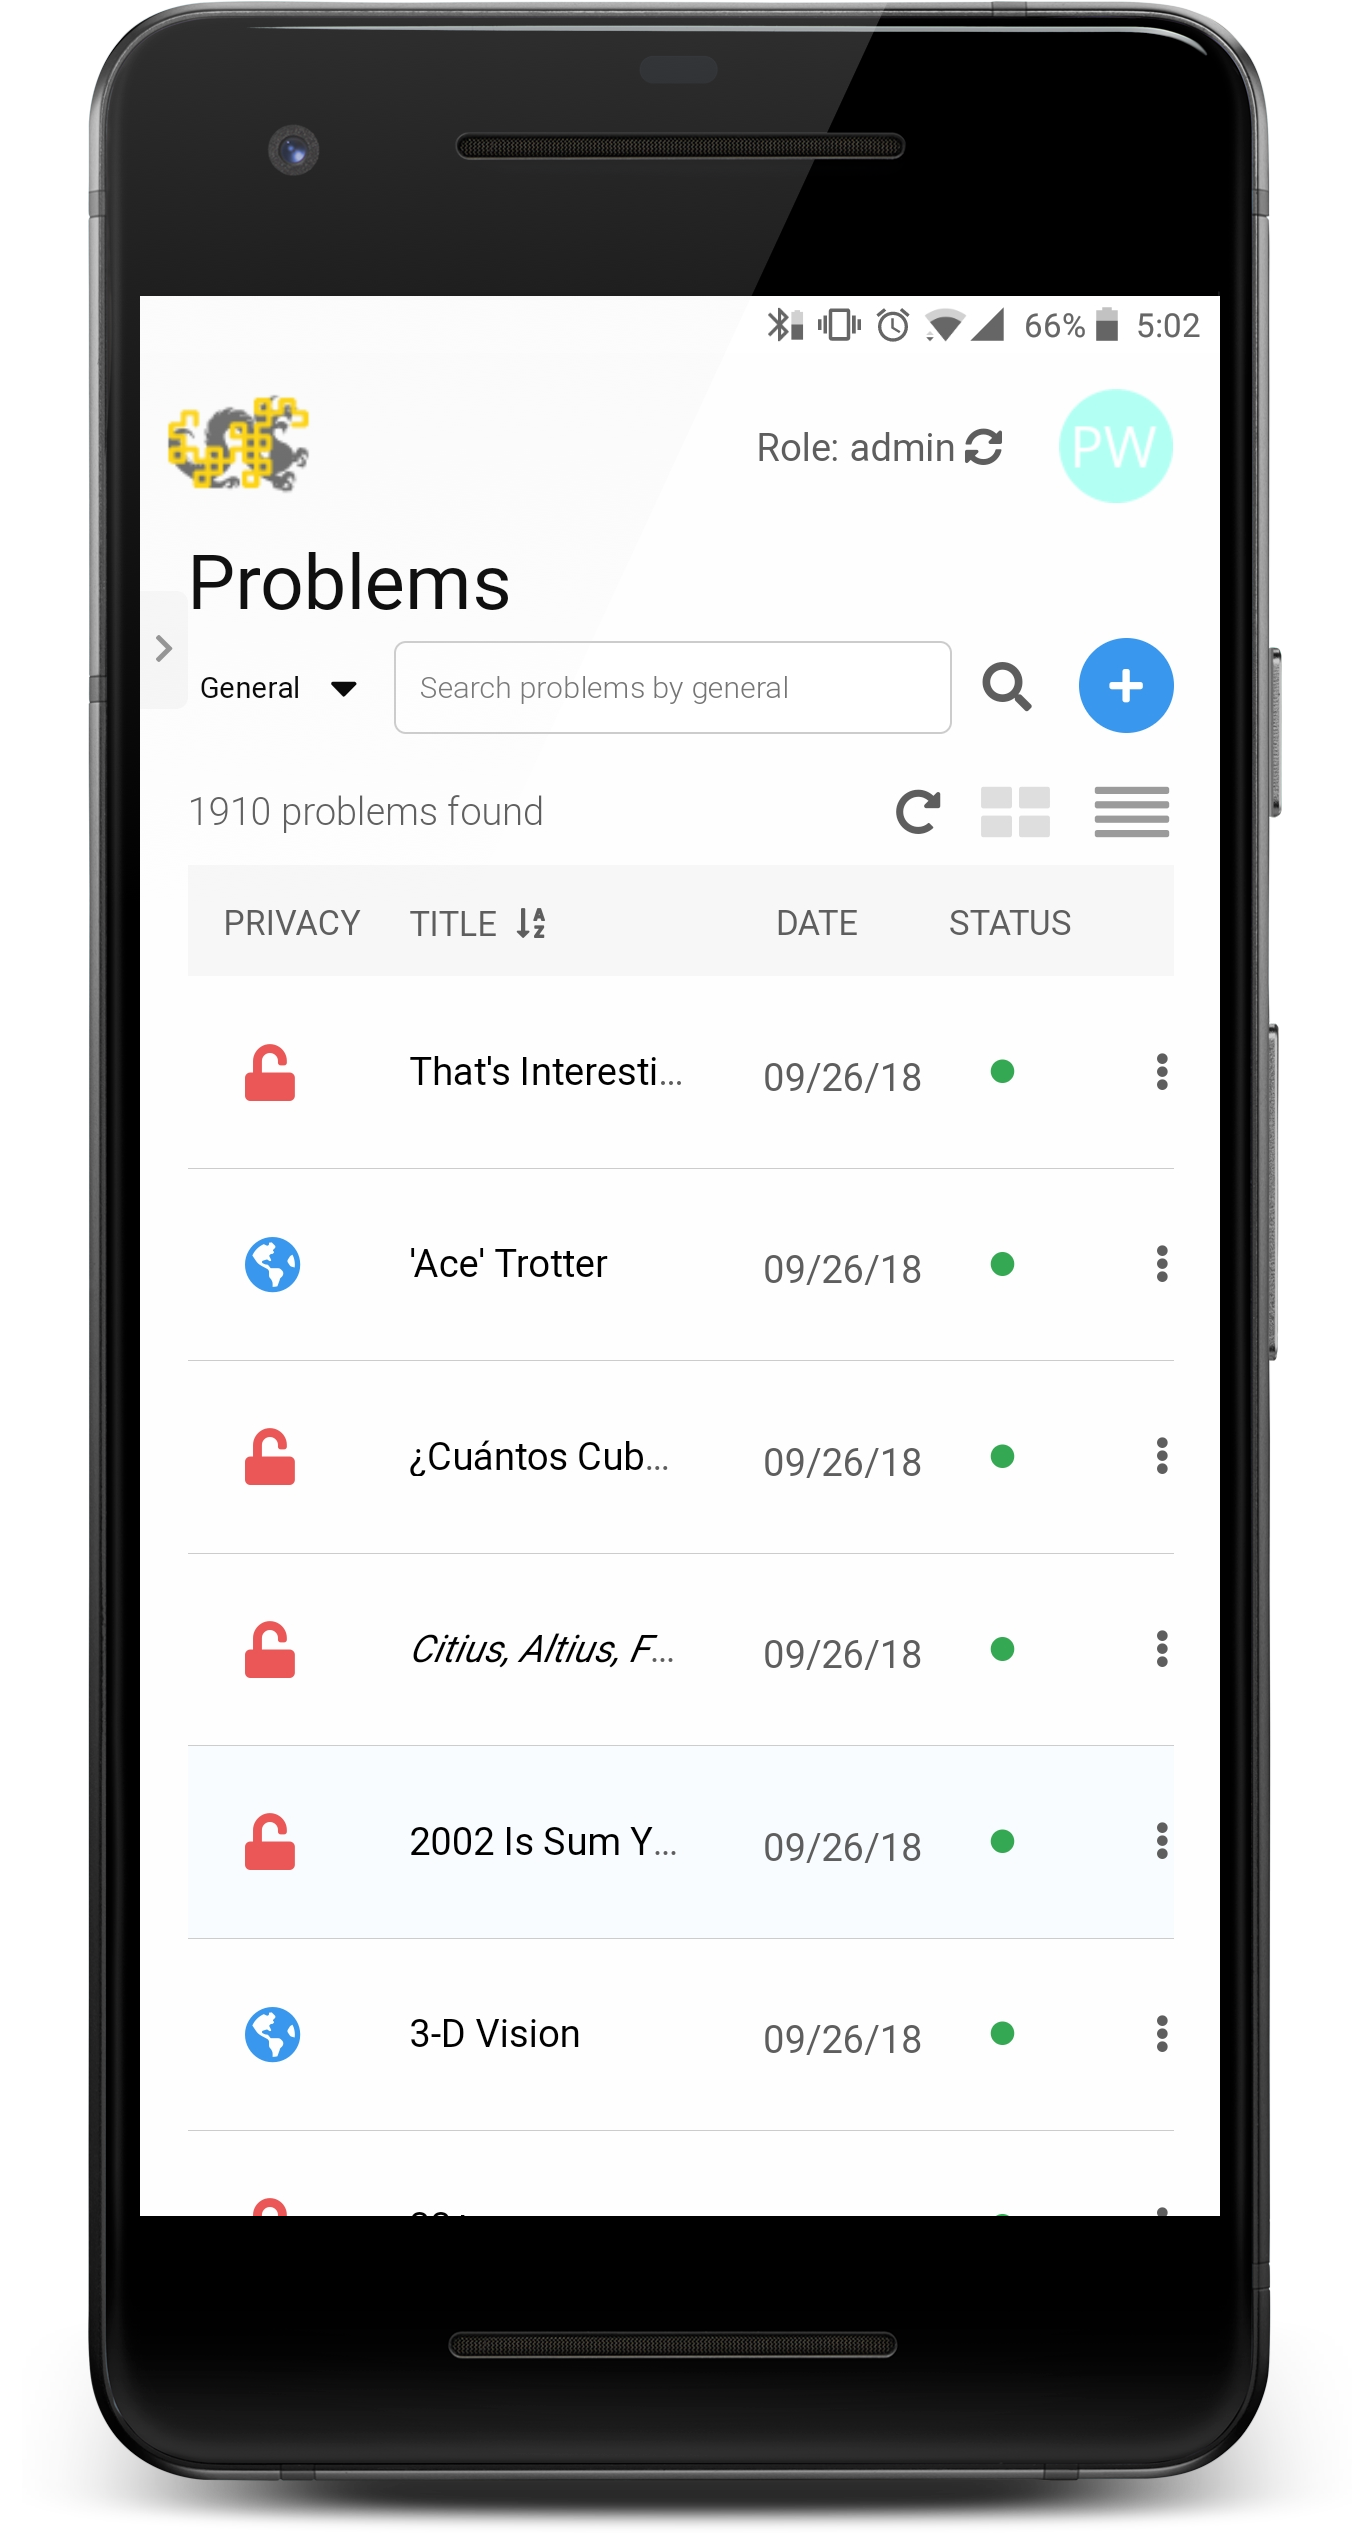 66% 5:02
Role: admin PW
Problems
General Search problems by general
1910 problems found
PRIVACY TITLE DATE STATUS
That's Interesti... 09/26/18
'Ace' Trotter 09/26/18
¿Cuántos Cub... 09/26/18
Citius, Altius, F... 09/26/18
2002 Is Sum Y... 09/26/18
3-D Vision 09/26/18